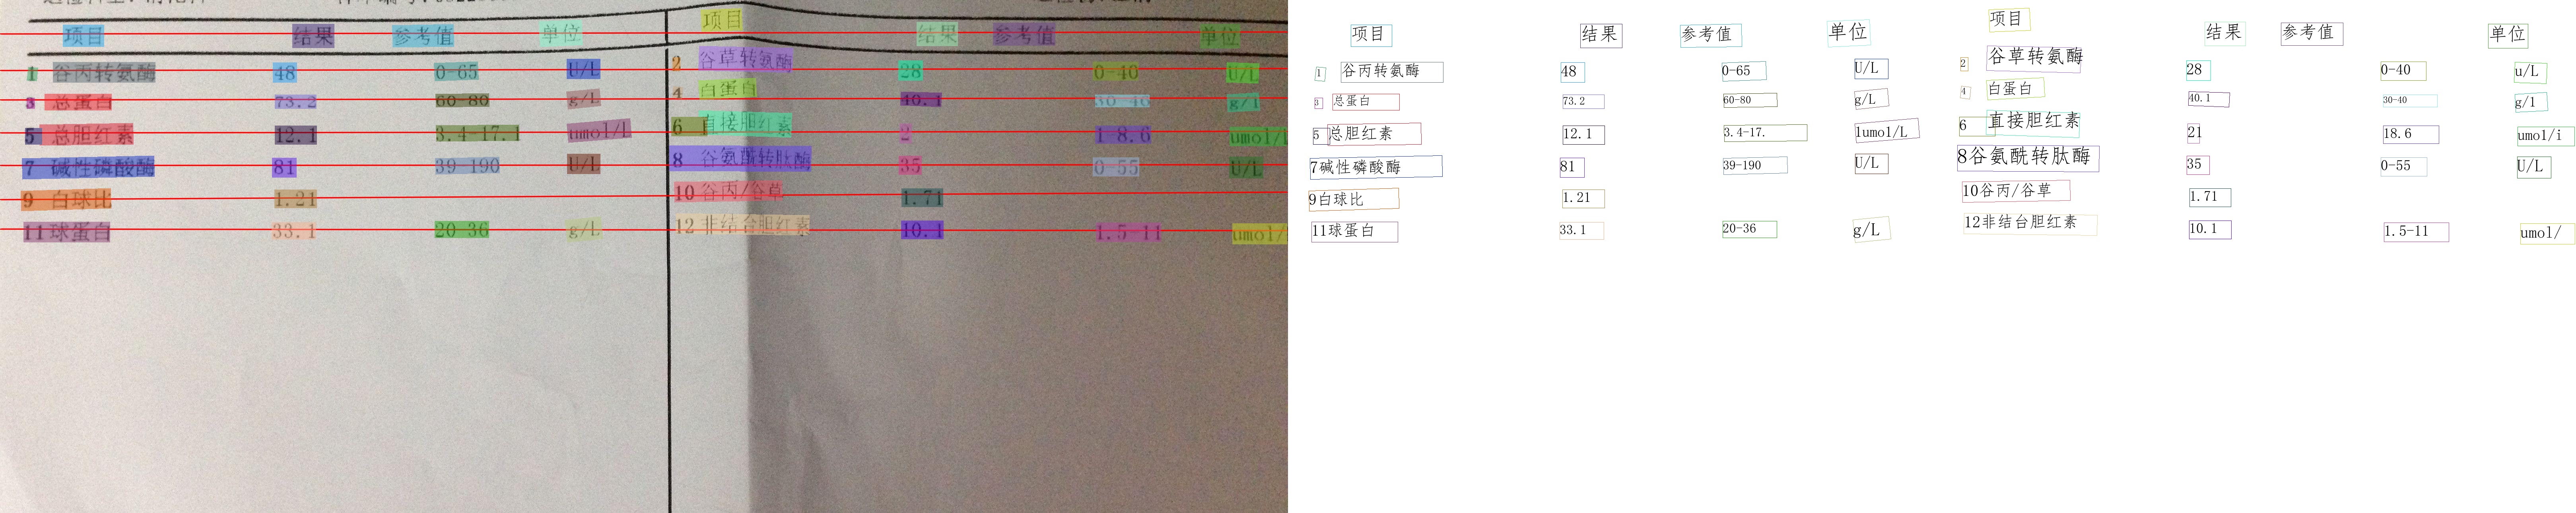 项目 结果 参考值 单位 项目 结果 参考值 单位
1 谷丙转氨酶 48 0-65 U/L 2 谷草转氨酶 28 0-40 U/L
3 总蛋白 73.2 60-80 g/L 4 白蛋白 40.1 30-46 g/l
5 总胆红素 12.1 3.4-17.1 umol/l 6 直接胆红素 2 1-8.6 umol/l
7 碱性磷酸酶 81 39-190 U/L 8 谷氨酰转肽酶 35 0-55 U/L
9 白球比 1.21 10 谷丙/谷草 1.71
11 球蛋白 33.1 20-36 g/L 12 非结合胆红素 10.1 1.5-11 umol/
项目 结果 参考值 单位 项目 结果 参考值 单位
1 谷丙转氨酶 48 0-65 U/L 2 谷草转氨酶 28 0-40 u/L
3 总蛋白 73.2 60-80 g/L 4 白蛋白 40.1 30-40 g/l
5 总胆红素 12.1 3.4-17. 1umol/L 6 直接胆红素 21 18.6 umol/i
7碱性磷酸酶 81 39-190 U/L 8谷氨酰转肽酶 35 0-55 U/L
9白球比 1.21 10谷丙/谷草 1.71
11球蛋白 33.1 20-36 g/L 12非结台胆红素 10.1 1.5-11 umol/